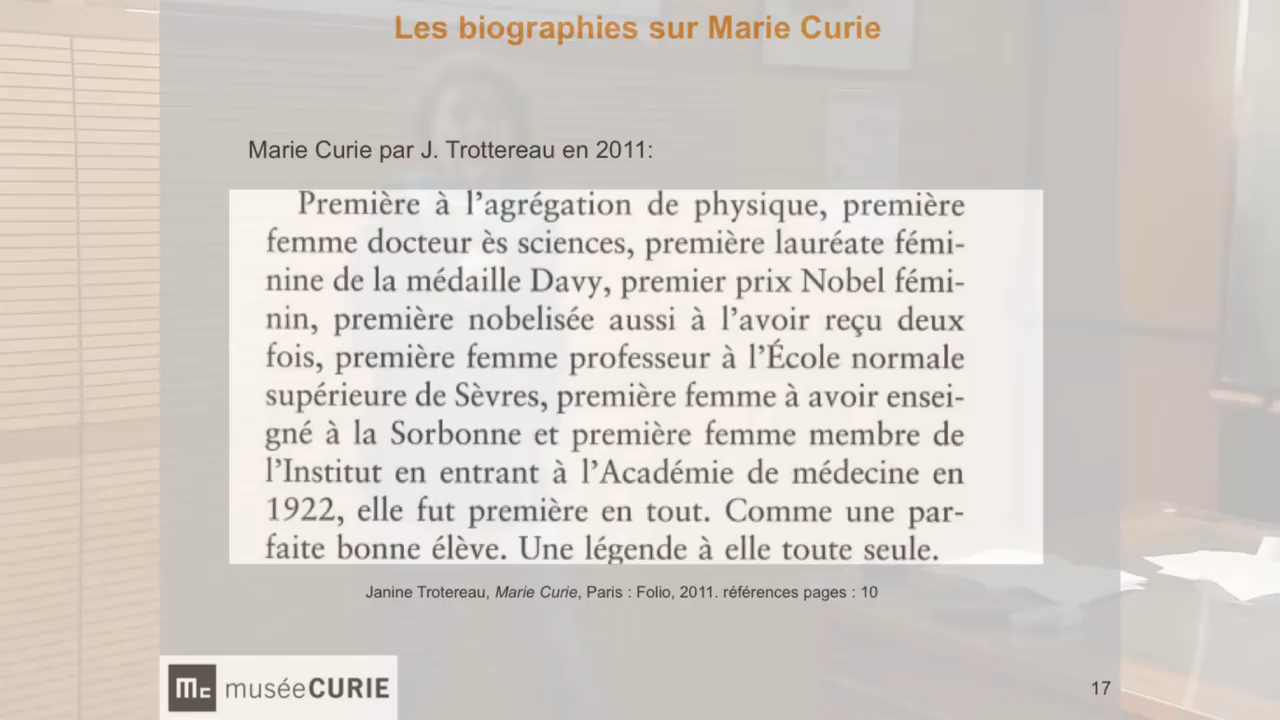 Les biographies sur Marie Curie
Marie Curie par J. Trottereau en 2011:
Première à l'agrégation de physique, première
femme docteur ès sciences, première lauréate fémi-
nine de la médaille Davy, premier prix Nobel fémi-
nin, première nobelisée aussi à l'avoir reçu deux
fois, première femme professeur à l'École normale
supérieure de Sèvres, première femme à avoir ensei-
gné à la Sorbonne et première femme membre de
l'Institut en entrant à l'Académie de médecine en
1922, elle fut première en tout. Comme une par-
faite bonne élève. Une légende à elle toute seule.
Janine Trotereau, Marie Curie, Paris : Folio, 2011. références pages : 10
Mc muséeCURIE
17